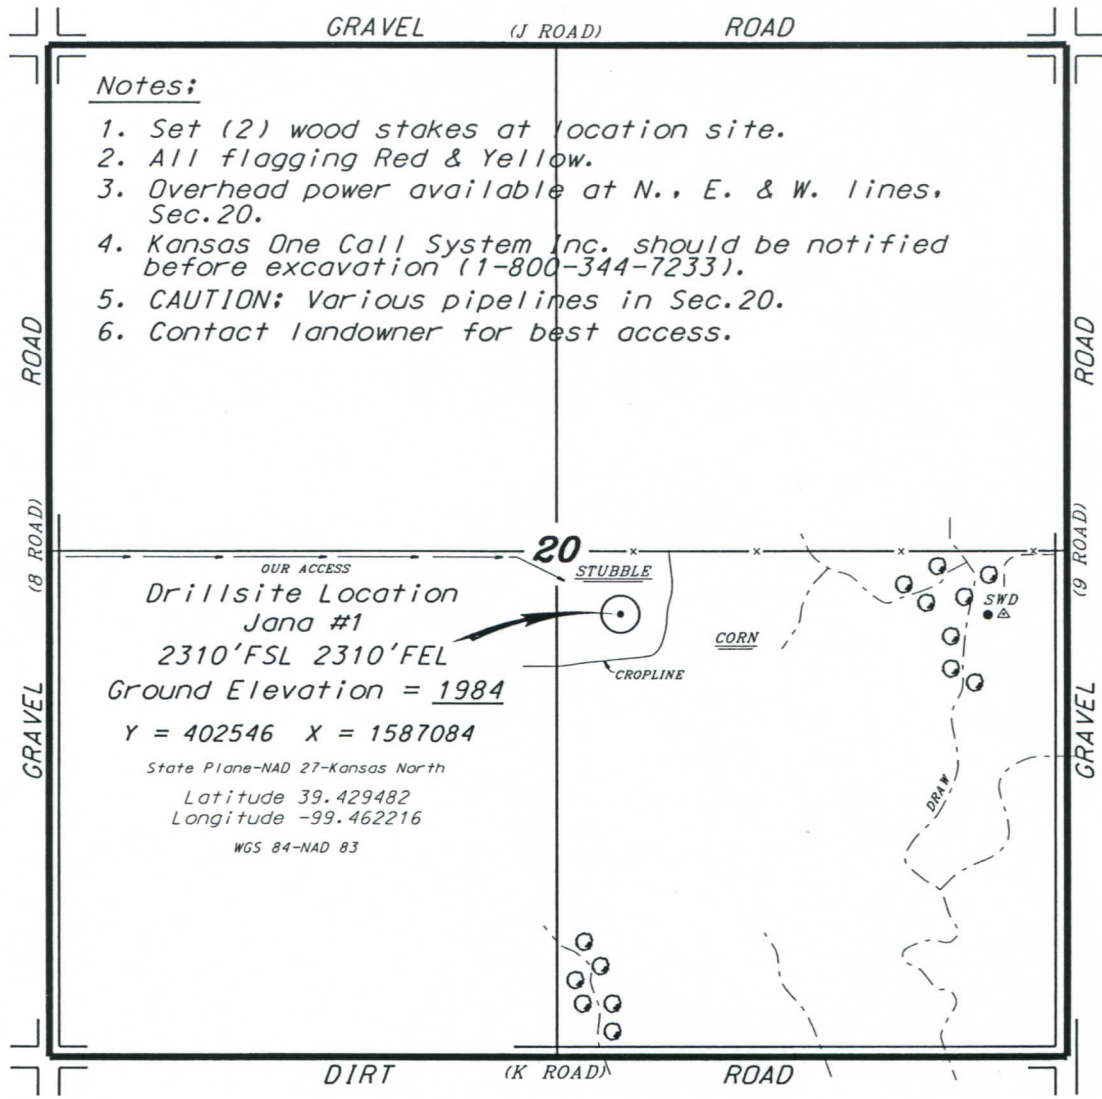 GRAVEL (J ROAD) ROAD
Notes:
1. Set (2) wood stakes at location site.
2. All flagging Red & Yellow.
3. Overhead power available at N., E. & W. lines,
Sec.20.
4. Kansas One Call System Inc. should be notified
before excavation (1-800-344-7233).
5. CAUTION: Various pipelines in Sec.20.
6. Contact landowner for best access.
ROAD
(8 ROAD)
GRAVEL
ROAD
(9 ROAD)
GRAVEL
20
OUR ACCESS
STUBBLE
Drillsite Location
Jana #1
2310'FSL 2310'FEL
Ground Elevation = 1984
Y = 402546 X = 1587084
State Plane-NAD 27-Kansas North
Latitude 39.429482
Longitude -99.462216
WGS 84-NAD 83
CORN
CROPLINE
SWD
DRAW
DIRT (K ROAD) ROAD